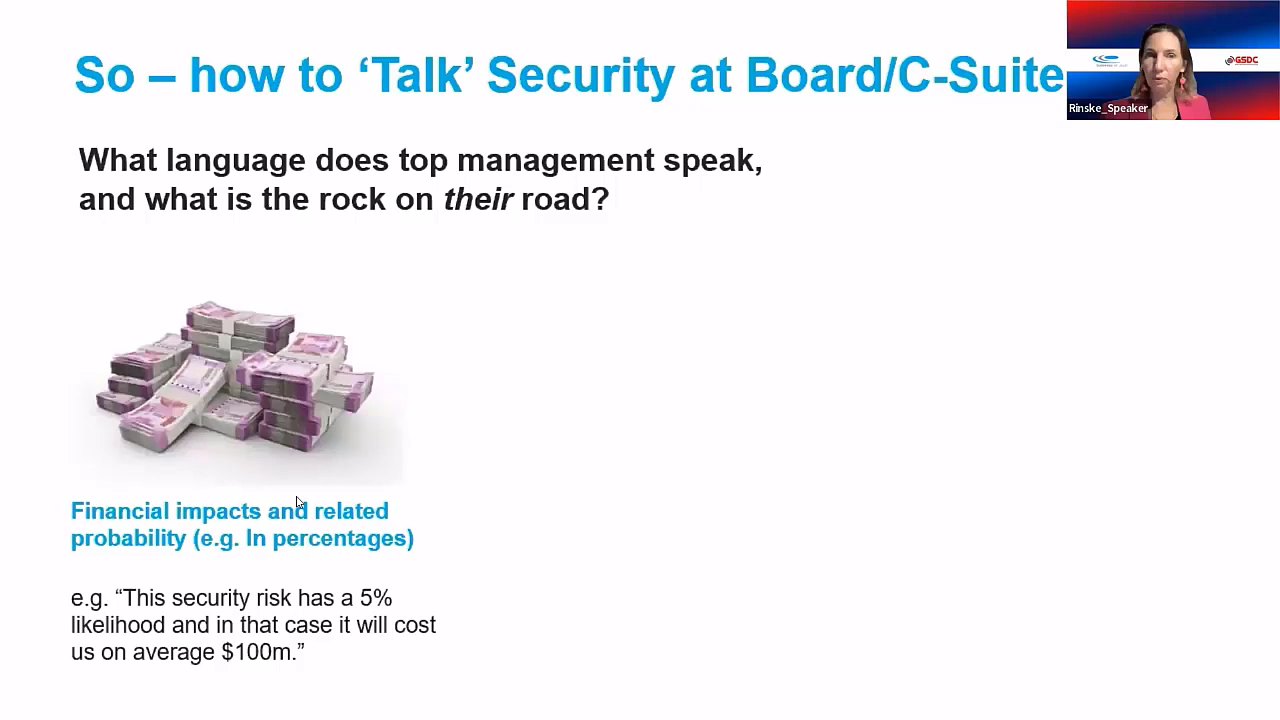 So – how to ‘Talk’ Security at Board/C-Suite
GSDC
Rinske_Speaker
What language does top management speak,
and what is the rock on their road?
Financial impacts and related
probability (e.g. In percentages)
e.g. “This security risk has a 5%
likelihood and in that case it will cost
us on average $100m.”